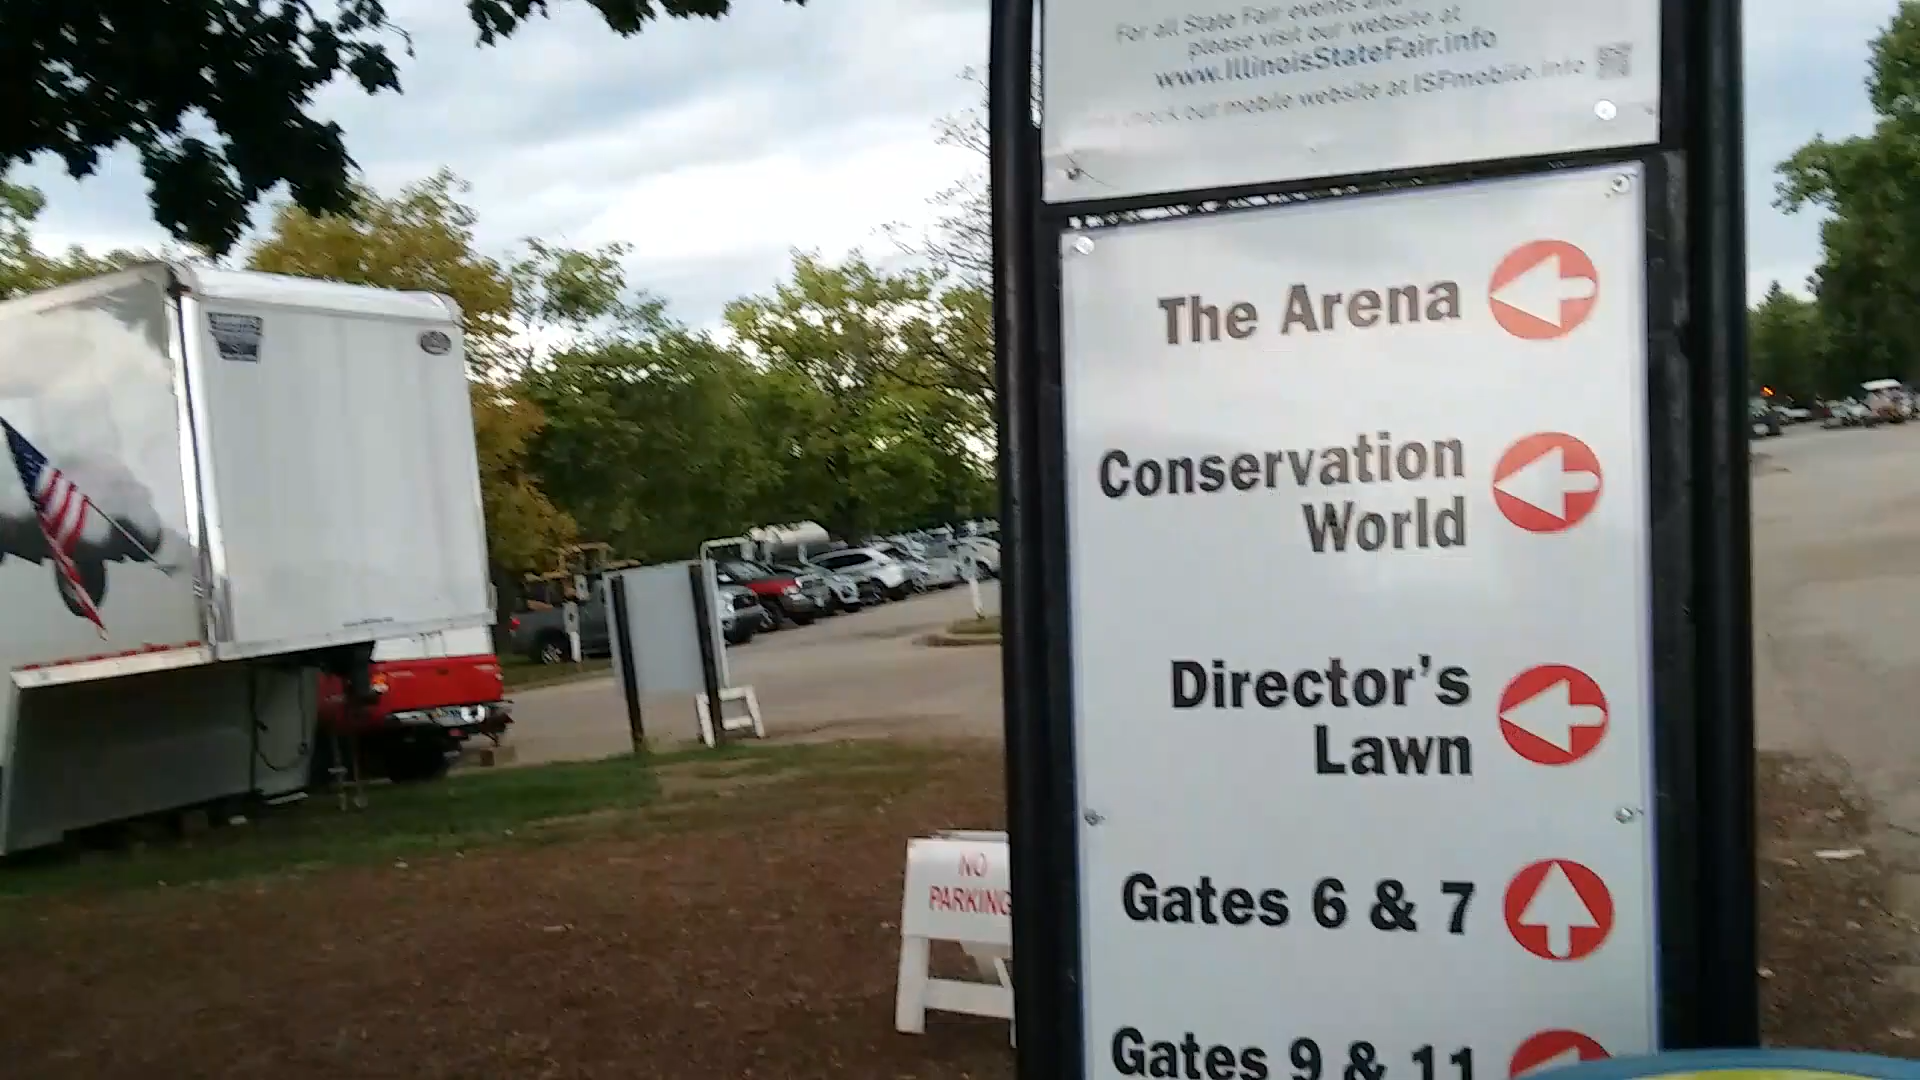 For all State Fair events and
please visit our website at
www.IllinoisStateFair.info
check out mobile website at ISFmobile.info
The Arena
Conservation
World
Director's
Lawn
Gates 6 & 7
Gates 9 & 11
NO
PARKING